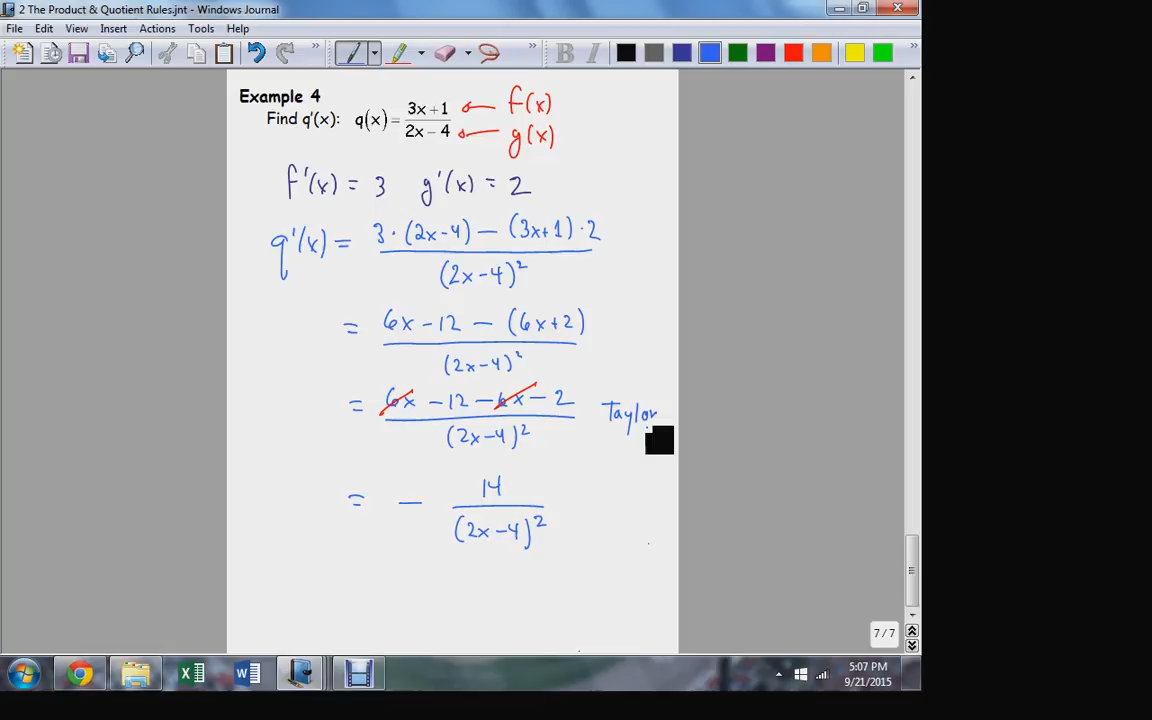 2 The Product & Quotient Rules.jnt - Windows Journal
File Edit View Insert Actions Tools Help
B I
Example 4
Find q'(x): q(x) = (3x + 1)/(2x − 4) ← f(x)
← g(x)
f'(x) = 3 g'(x) = 2
q'(x) = 3 · (2x-4) − (3x+1) · 2
(2x-4)²
= 6x - 12 − (6x+2)
(2x-4)²
= 6x - 12 - 6x - 2
(2x-4)²
Taylor
= − 14
(2x-4)²
7/7
5:07 PM
9/21/2015